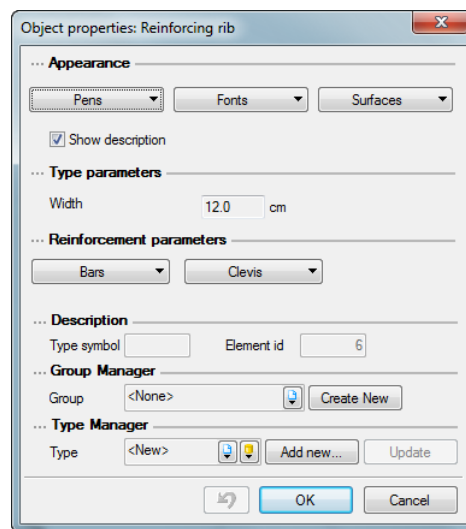 Object properties: Reinforcing rib
... Appearance
Pens Fonts Surfaces
Show description
... Type parameters
Width 12.0 cm
... Reinforcement parameters
Bars Clevis
... Description
Type symbol Element id 6
... Group Manager
Group <None> Create New
... Type Manager
Type <New> Add new... Update
OK Cancel